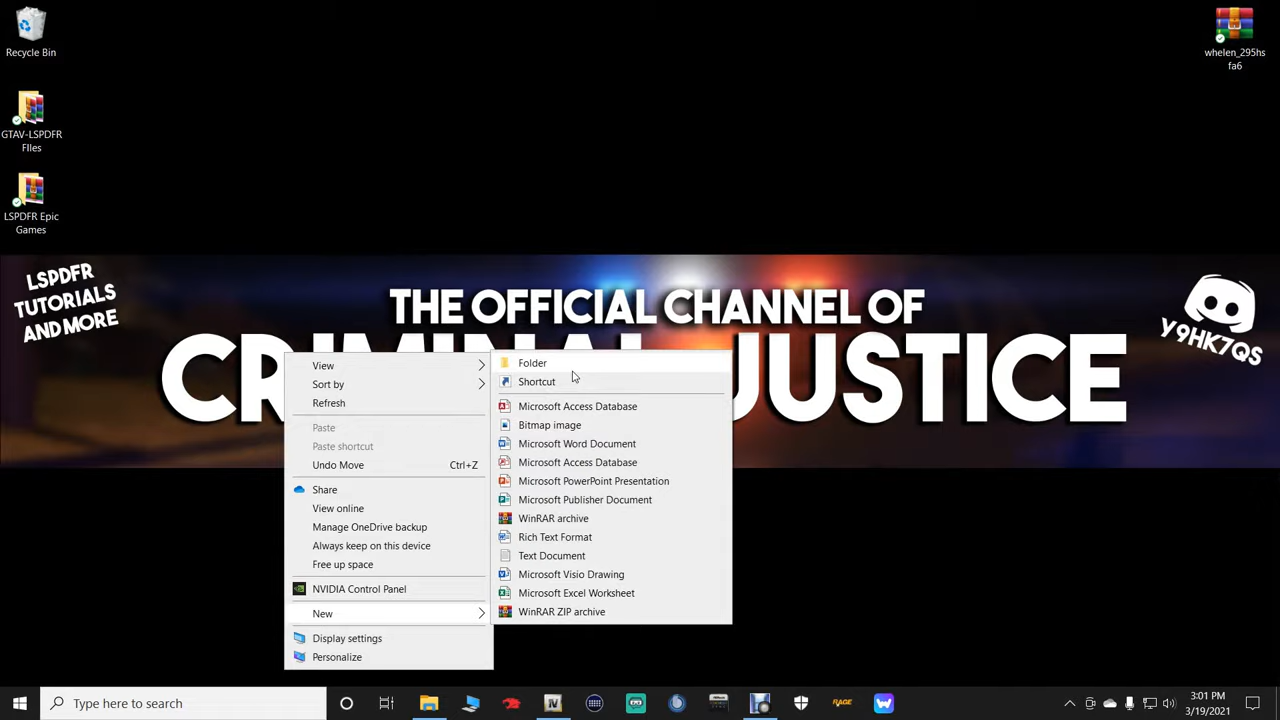 Recycle Bin
GTAV-LSPDFR
FIles
LSPDFR Epic
Games
whelen_295hs
fa6
LSPDFR
TUTORIALS
AND MORE
THE OFFICIAL CHANNEL OF
CRIMINAL JUSTICE
Y9HK7QS
View
Sort by
Refresh
Paste
Paste shortcut
Undo Move Ctrl+Z
Share
View online
Manage OneDrive backup
Always keep on this device
Free up space
NVIDIA Control Panel
New
Display settings
Personalize
Folder
Shortcut
Microsoft Access Database
Bitmap image
Microsoft Word Document
Microsoft Access Database
Microsoft PowerPoint Presentation
Microsoft Publisher Document
WinRAR archive
Rich Text Format
Text Document
Microsoft Visio Drawing
Microsoft Excel Worksheet
WinRAR ZIP archive
Type here to search
IV
RAGE
3:01 PM
3/19/2021